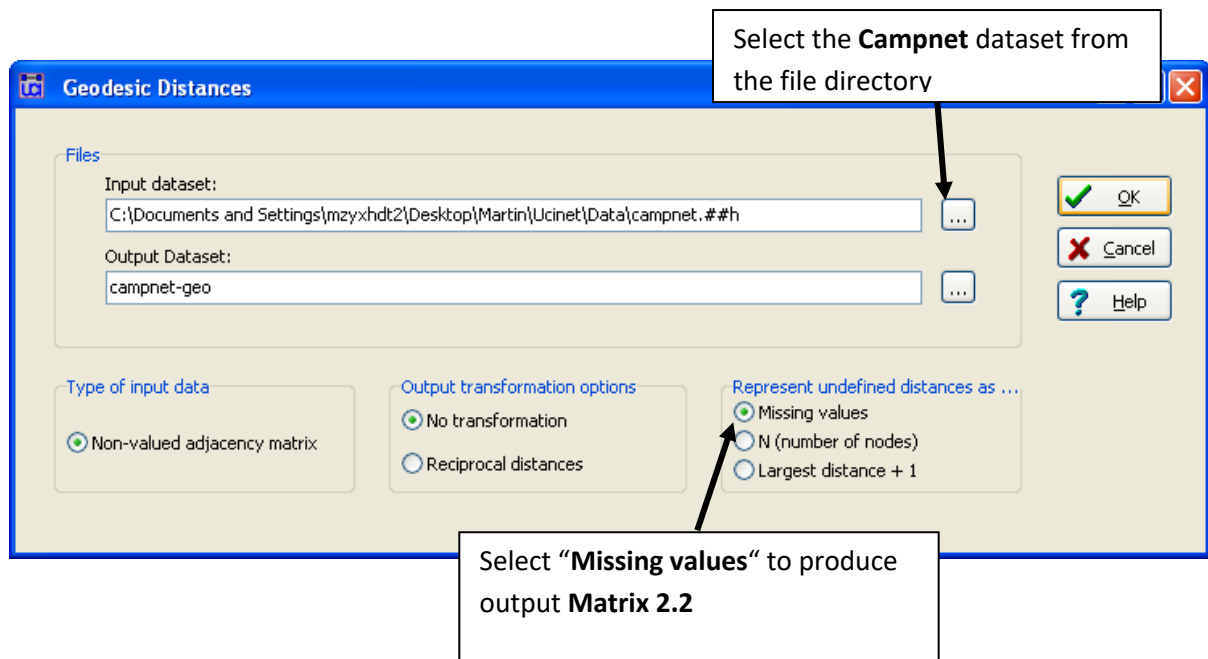 Select the Campnet dataset from
the file directory
Geodesic Distances
Files
Input dataset:
C:\Documents and Settings\mzyxhdt2\Desktop\Martin\Ucinet\Data\campnet.##h
...
Output Dataset:
campnet-geo
...
OK
Cancel
? Help
Type of input data
Non-valued adjacency matrix
Output transformation options
No transformation
Reciprocal distances
Represent undefined distances as ...
Missing values
N (number of nodes)
Largest distance + 1
Select “Missing values“ to produce
output Matrix 2.2